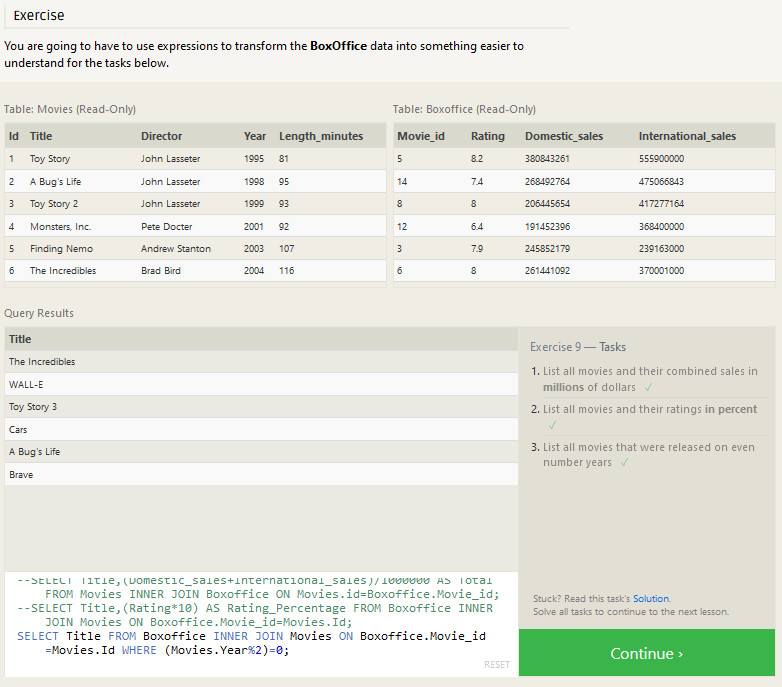 Exercise
You are going to have to use expressions to transform the BoxOffice data into something easier to
understand for the tasks below.
Table: Movies (Read-Only)
Id Title Director Year Length_minutes
1 Toy Story John Lasseter 1995 81
2 A Bug's Life John Lasseter 1998 95
3 Toy Story 2 John Lasseter 1999 93
4 Monsters, Inc. Pete Docter 2001 92
5 Finding Nemo Andrew Stanton 2003 107
6 The Incredibles Brad Bird 2004 116
Table: Boxoffice (Read-Only)
Movie_id Rating Domestic_sales International_sales
5 8.2 380843261 555900000
14 7.4 268492764 475066843
8 8 206445654 417277164
12 6.4 191452396 368400000
3 7.9 245852179 239163000
6 8 261441092 370001000
Query Results
Title
The Incredibles
WALL-E
Toy Story 3
Cars
A Bug's Life
Brave
--SELECT Title,(Domestic_sales+International_sales)/1000000 AS Total
FROM Movies INNER JOIN Boxoffice ON Movies.id=Boxoffice.Movie_id;
--SELECT Title,(Rating*10) AS Rating_Percentage FROM Boxoffice INNER
JOIN Movies ON Boxoffice.Movie_id=Movies.Id;
SELECT Title FROM Boxoffice INNER JOIN Movies ON Boxoffice.Movie_id
=Movies.Id WHERE (Movies.Year%2)=0;
RESET
Exercise 9 — Tasks
1. List all movies and their combined sales in
millions of dollars ✓
2. List all movies and their ratings in percent
✓
3. List all movies that were released on even
number years ✓
Stuck? Read this task's Solution.
Solve all tasks to continue to the next lesson.
Continue ›